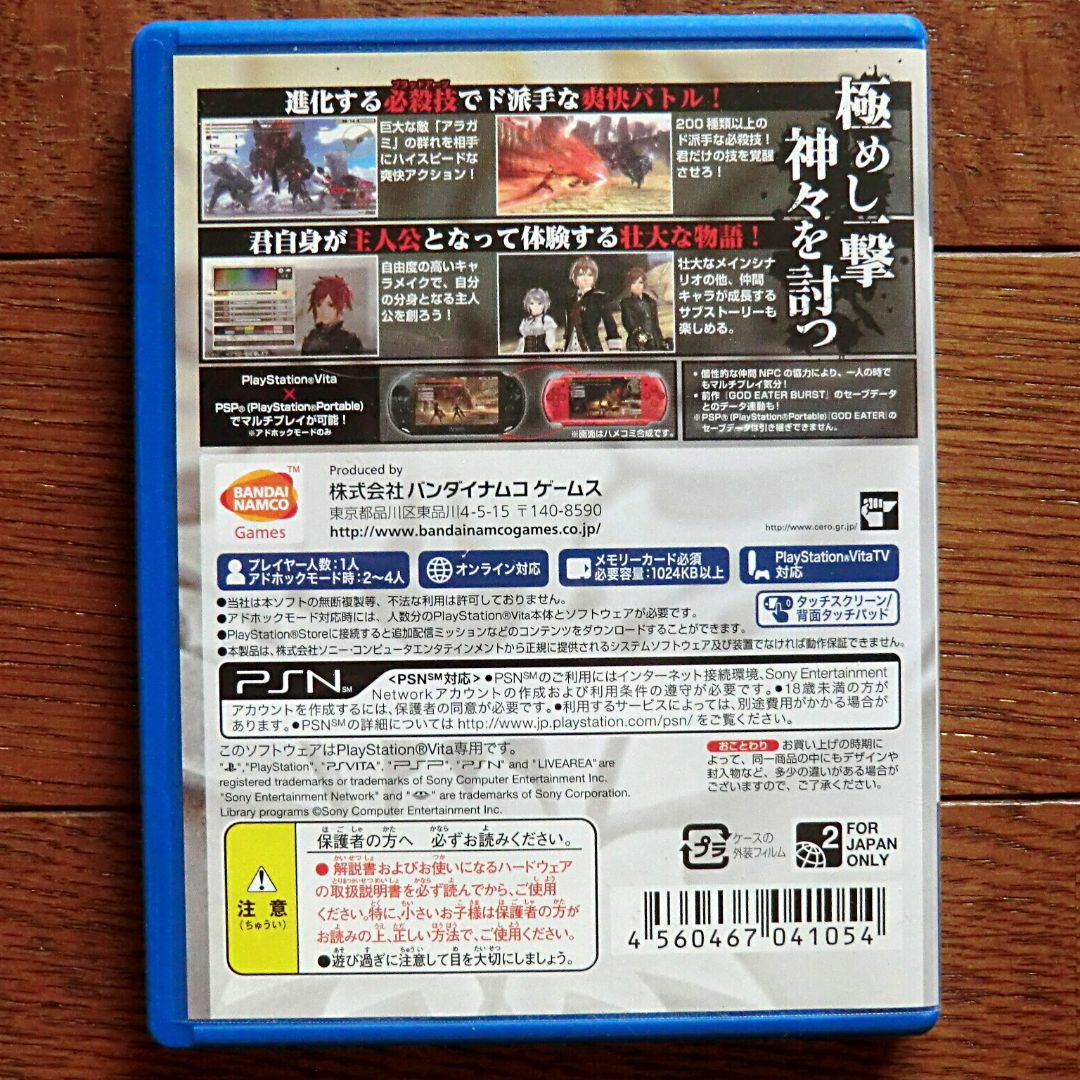 極めし一撃
神々を討つ
ブラッドアーツ
進化する必殺技でド派手な爽快バトル！
巨大な敵「アラガ
ミ」の群れを相手
にハイスピードな
爽快アクション！
200種類以上の
ド派手な必殺技！
君だけの技を覚醒
させろ！
君自身が主人公となって体験する壮大な物語！
自由度の高いキャ
ラメイクで、自分
の分身となる主人
公を創ろう！
壮大なメインシナ
リオの他、仲間
キャラが成長する
サブストーリーも
楽しめる。
PlayStation®Vita
×
PSP®(PlayStation®Portable)
でマルチプレイが可能！
※アドホックモードのみ
※画面はハメコミ合成です。
• 個性的な仲間NPCの協力により、一人の時で
もマルチプレイ気分！
• 前作『GOD EATER BURST』のセーブデータ
とのデータ連動も！
※PSP®(PlayStation®Portable)『GOD EATER』の
セーブデータは引き継ぎできません。
BANDAI
NAMCO
Games
TM
Produced by
株式会社 バンダイナムコ ゲームス
東京都品川区東品川4-5-15 〒140-8590
http://www.bandainamcogames.co.jp/
http://www.cero.gr.jp/
プレイヤー人数：1人
アドホックモード時：2〜4人
オンライン対応
メモリーカード必須
必要容量：1024KB以上
PlayStation®VitaTV
対応
タッチスクリーン/
背面タッチパッド
●当社は本ソフトの無断複製等、不法な利用は許可しておりません。
●アドホックモード対応時には、人数分のPlayStation®Vita本体とソフトウェアが必要です。
●PlayStation®Storeに接続すると追加配信ミッションなどのコンテンツをダウンロードすることができます。
●本製品は、株式会社ソニー・コンピュータエンタテインメントから正規に提供されるシステムソフトウェア及び装置でなければ動作保証できません。
PSN SM
<PSN℠対応> ●PSN℠のご利用にはインターネット接続環境、Sony Entertainment
Networkアカウントの作成および利用条件の遵守が必要です。●18歳未満の方が
アカウントを作成するには、保護者の同意が必要です。●利用するサービスによっては、別途費用がかかる場合が
あります。●PSN℠の詳細については http://www.jp.playstation.com/psn/ をご覧ください。
このソフトウェアはPlayStation®Vita専用です。
" ","PlayStation", "PSVITA", "PSP", "PSN" and "LIVEAREA" are
registered trademarks or trademarks of Sony Computer Entertainment Inc.
"Sony Entertainment Network" and " " are trademarks of Sony Corporation.
Library programs ©Sony Computer Entertainment Inc.
おことわり お買い上げの時期に
よって、同一商品の中にもデザインや
封入物など、多少の違いがある場合が
ございますので、ご了承ください。
注意
(ちゅうい)
保護者の方へ 必ずお読みください。
●解説書およびお使いになるハードウェア
の取扱説明書を必ず読んでから、ご使用
ください。特に、小さいお子様は保護者の方が
お読みの上、正しい方法で、ご使用ください。
●遊び過ぎに注意して目を大切にしましょう。
プラ
ケースの
外装フィルム
2
FOR
JAPAN
ONLY
4 560467 041054